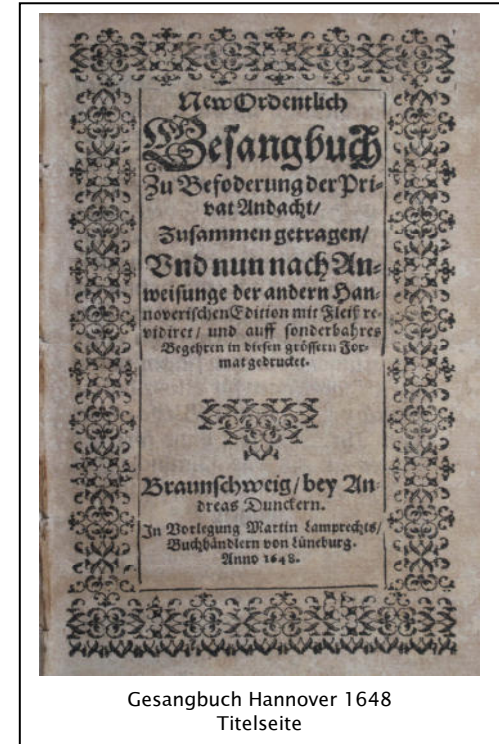 New Ordentlich
Gesangbuch
Zu Befoderung der Pri-
vat Andacht/
Zusammen getragen/
Vnd nun nach An-
weisunge der andern Han-
noverischen Edition mit Fleiß re-
vidiret/ und auff sonderbahres
Begehren in diesen grössern For-
mat gedrucket.
Braunschweig/ bey An-
dreas Dunckern.
In Vorlegung Martin Lamprechts/
Buchhändlern von Lüneburg.
Anno 1648.
Gesangbuch Hannover 1648
Titelseite